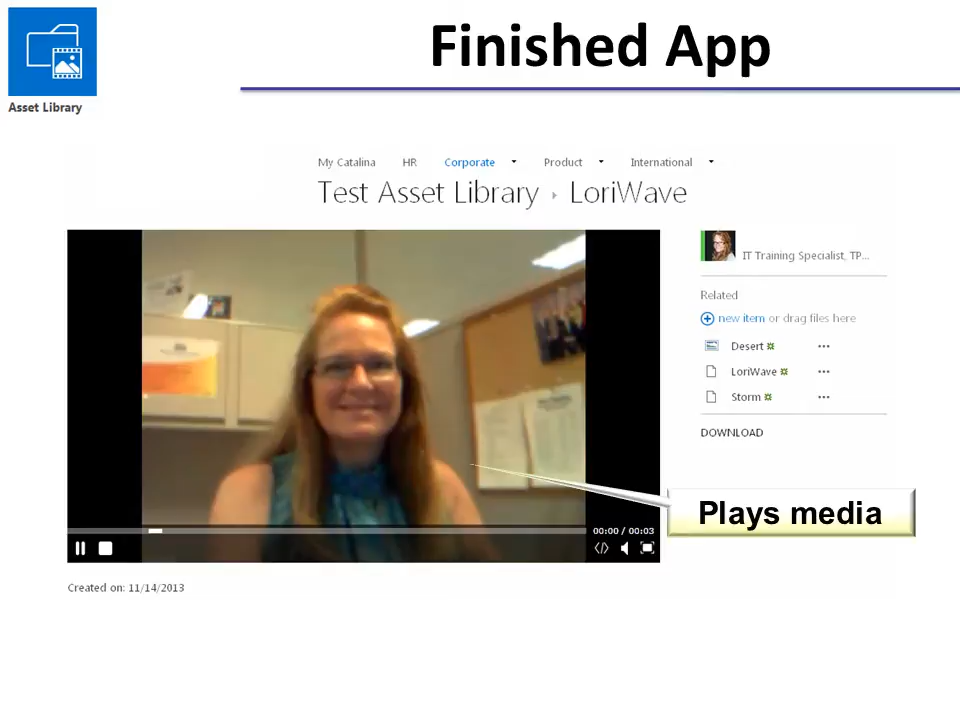 Finished App
Asset Library
My Catalina HR Corporate Product International
Test Asset Library ▸ LoriWave
IT Training Specialist, TP...
Related
new item or drag files here
Desert ...
LoriWave ...
Storm ...
DOWNLOAD
Plays media
00:00 / 00:03
Created on: 11/14/2013